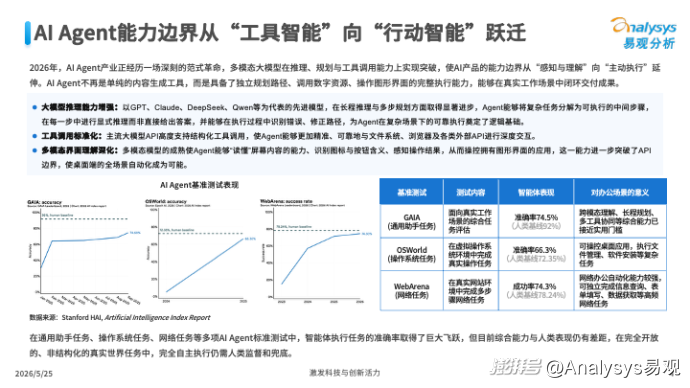 AI Agent能力边界从“工具智能”向“行动智能”跃迁
analysys
易观分析
2026年，AI Agent产业正经历一场深刻的范式革命，多模态大模型在推理、规划与工具调用能力上实现突破，使AI产品的能力边界从“感知与理解”向“主动执行”延
伸。AI Agent不再是单纯的内容生成工具，而是具备了独立规划路径、调用数字资源、操作图形界面的完整执行能力，能够在真实工作场景中闭环交付成果。
● 大模型推理能力增强：以GPT、Claude、DeepSeek、Qwen等为代表的先进模型，在长程推理与多步规划方面取得显著进步，Agent能够将复杂任务分解为可执行的中间步骤，
在每一步中进行显式推理而非直接给出答案，并能够在执行过程中识别错误、修正路径，为Agent在复杂场景下的可靠执行奠定了逻辑基础。
● 工具调用标准化：主流大模型API高度支持结构化工具调用，使Agent能够更加精准、可靠地与文件系统、浏览器及各类外部API进行深度交互。
● 多模态界面理解深化：多模态模型的成熟使Agent能够“读懂”屏幕内容的能力、识别图标与按钮含义、感知操作结果，从而操控拥有图形界面的应用，这一能力进一步突破了API
边界，使桌面端的全场景自动化成为可能。
AI Agent基准测试表现
GAIA: accuracy
OSWorld: accuracy
WebArena: success rate
基准测试 测试内容 智能体表现 对办公场景的意义
GAIA
(通用助手任务)
面向真实工作
场景的综合任
务评估
准确率74.5%
(人类基线92%)
跨模态理解、长程规划、
多工具协同等综合能力已
接近实用门槛
OSWorld
(操作系统任务)
在虚拟操作系
统环境中完成
真实操作任务
准确率66.3%
(人类基线72.35%)
可操控桌面应用，执行文
件管理、软件安装等复杂
任务
WebArena
(网络任务)
在真实网站环
境中完成多步
骤网络任务
成功率74.3%
(人类基线78.24%)
网络办公自动化能力较强，
可独立完成信息查询、表
单填写、数据获取等高频
网络任务
数据来源：Stanford HAI, Artificial Intelligence Index Report
在通用助手任务、操作系统任务、网络任务等多项AI Agent标准测试中，智能体执行任务的准确率取得了巨大飞跃，但目前综合能力与人类表现仍有差距，在完全开放
的、非结构化的真实世界任务中，完全自主执行仍需人类监督和兜底。
2026/5/25
激发科技与创新活力
澎湃号@Analysys易观